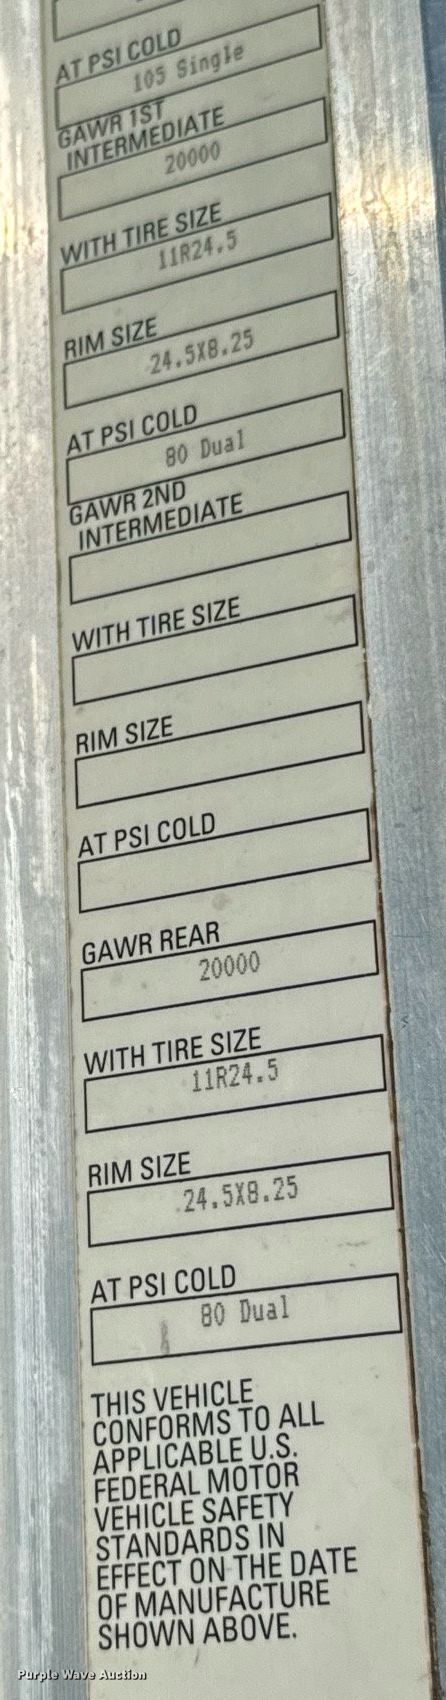 AT PSI COLD
105 Single
GAWR 1ST
INTERMEDIATE
20000
WITH TIRE SIZE
11R24.5
RIM SIZE
24.5X8.25
AT PSI COLD
80 Dual
GAWR 2ND
INTERMEDIATE
WITH TIRE SIZE
RIM SIZE
AT PSI COLD
GAWR REAR
20000
WITH TIRE SIZE
11R24.5
RIM SIZE
24.5X8.25
AT PSI COLD
80 Dual
THIS VEHICLE
CONFORMS TO ALL
APPLICABLE U.S.
FEDERAL MOTOR
VEHICLE SAFETY
STANDARDS IN
EFFECT ON THE DATE
OF MANUFACTURE
SHOWN ABOVE.
Purple Wave Auction